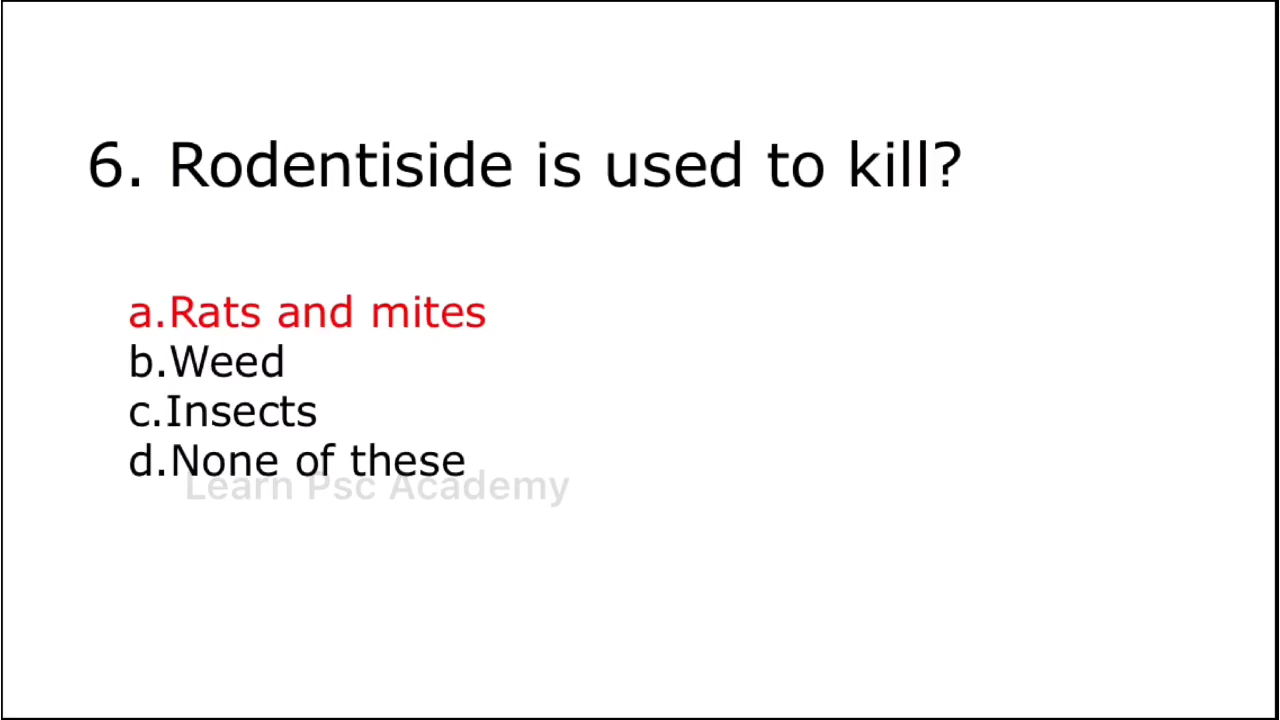 6. Rodentiside is used to kill?
a.Rats and mites
b.Weed
c.Insects
d.None of these
Learn Psc Academy